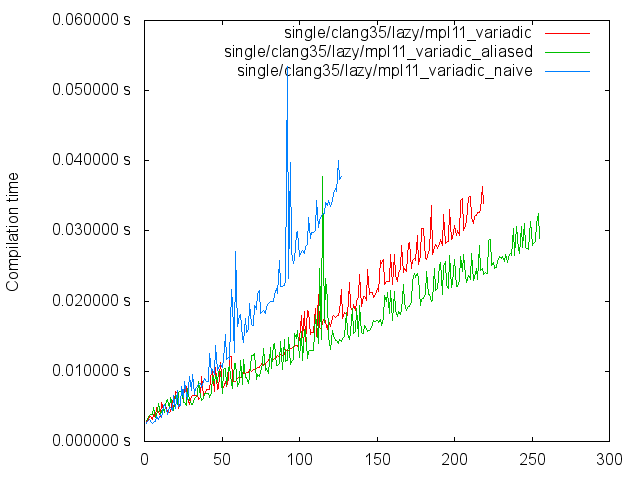 0.060000 s
0.050000 s
0.040000 s
0.030000 s
0.020000 s
0.010000 s
0.000000 s
Compilation time
single/clang35/lazy/mpl11_variadic
single/clang35/lazy/mpl11_variadic_aliased
single/clang35/lazy/mpl11_variadic_naive
0 50 100 150 200 250 300